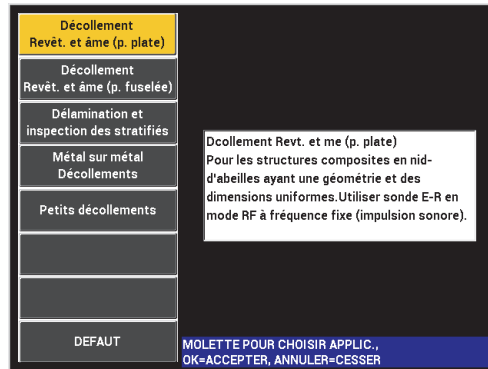 Décollement
Revêt. et âme (p. plate)
Décollement
Revêt. et âme (p. fuselée)
Délamination et
inspection des stratifiés
Métal sur métal
Décollements
Petits décollements
DEFAUT
Dcollement Revt. et me (p. plate)
Pour les structures composites en nid-
d'abeilles ayant une géométrie et des
dimensions uniformes.Utiliser sonde E-R en
mode RF à fréquence fixe (impulsion sonore).
MOLETTE POUR CHOISIR APPLIC.,
OK=ACCEPTER, ANNULER=CESSER